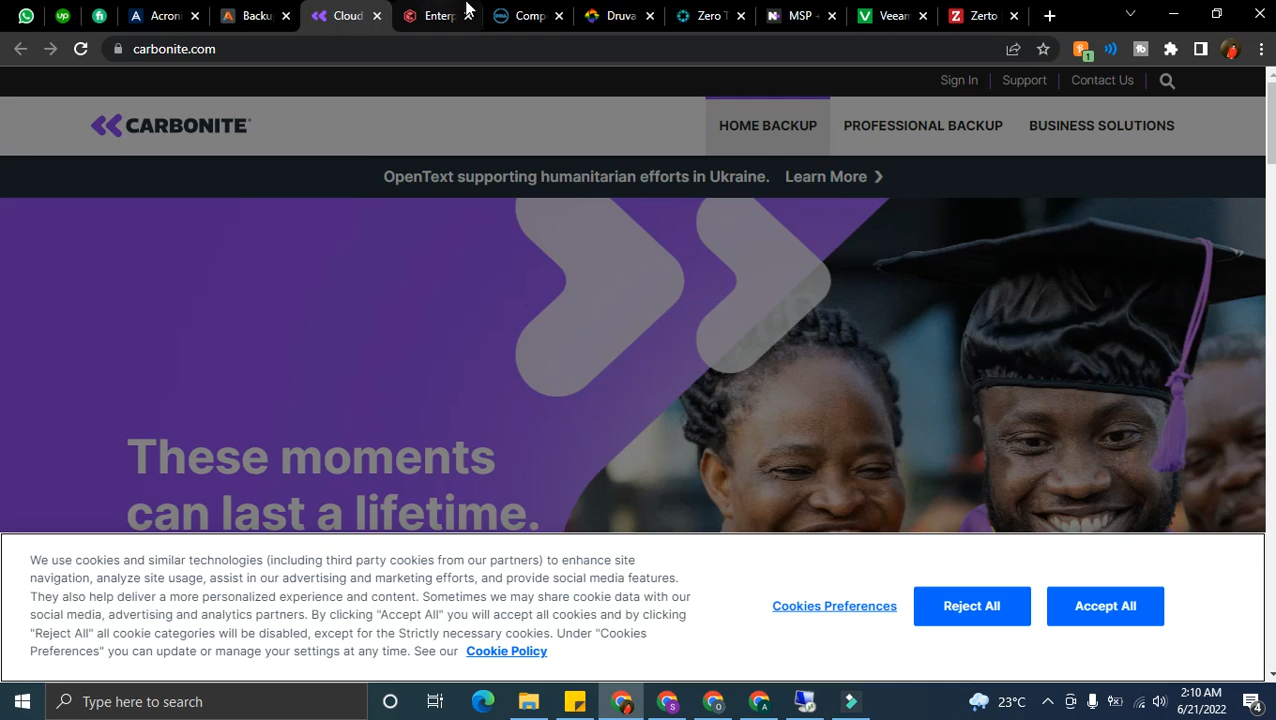 Acroni
Backu
Cloud
Enterp
Comp
Druva
Zero T
MSP -
Veeam
Zerto
carbonite.com
1
Sign In
Support
Contact Us
CARBONITE
HOME BACKUP
PROFESSIONAL BACKUP
BUSINESS SOLUTIONS
OpenText supporting humanitarian efforts in Ukraine. Learn More
These moments
can last a lifetime.
We use cookies and similar technologies (including third party cookies from our partners) to enhance site
navigation, analyze site usage, assist in our advertising and marketing efforts, and provide social media features.
They also help deliver a more personalized experience and content. Sometimes we may share cookie data with our
social media, advertising and analytics partners. By clicking "Accept All" you will accept all cookies and by clicking
"Reject All" all cookie categories will be disabled, except for the Strictly necessary cookies. Under "Cookies
Preferences" you can update or manage your settings at any time. See our Cookie Policy
Cookies Preferences
Reject All
Accept All
Type here to search
23°C
2:10 AM
6/21/2022
4